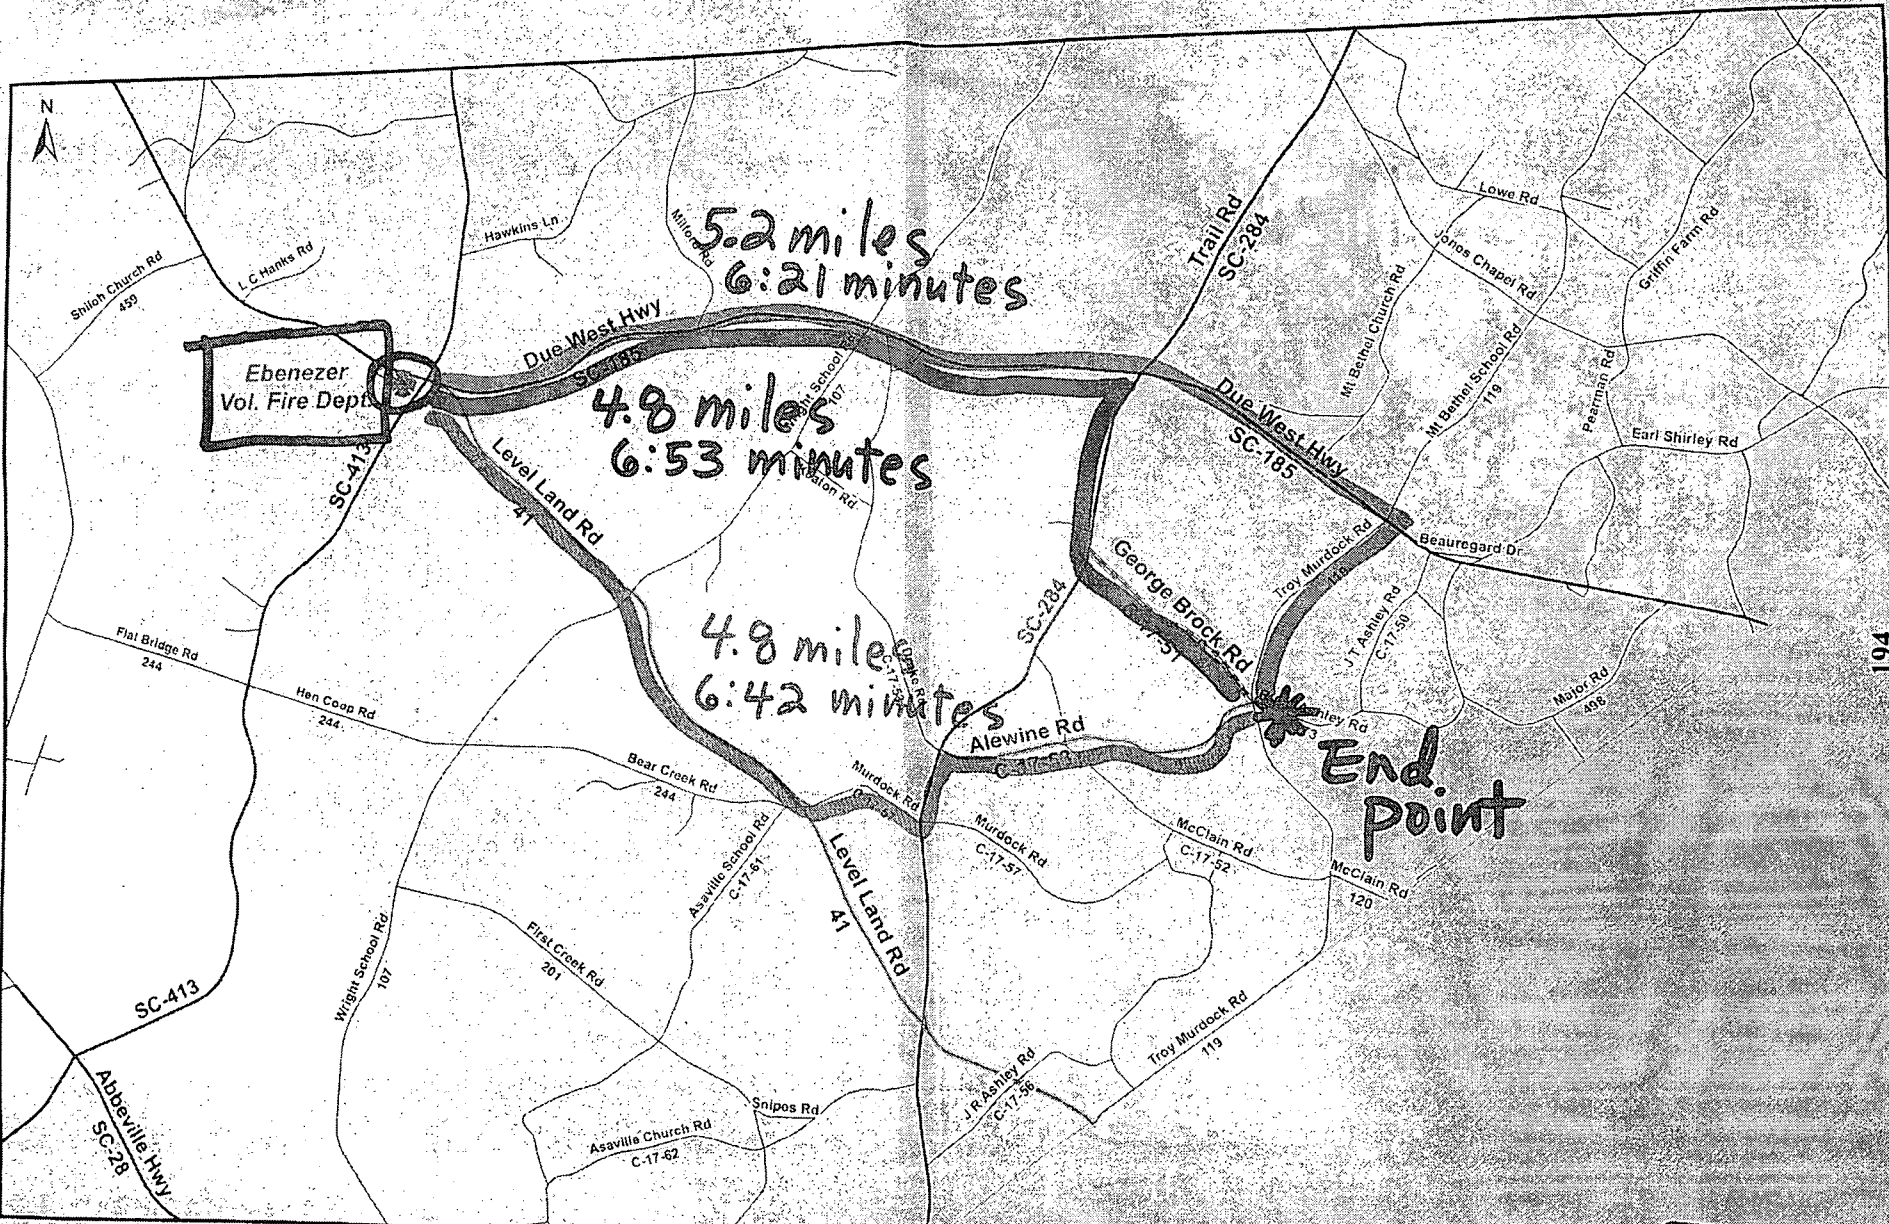 N
Shiloh Church Rd
459
L C Hanks Rd
Hawkins Ln
Milford Rd
5.2 miles
6:21 minutes
Trail Rd
SC-284
Lowe Rd
Jones Chapel Rd
Griffin Farm Rd
Mt Bethel Church Rd
Mt Bethel School Rd
119
Pearman Rd
Earl Shirley Rd
Ebenezer
Vol. Fire Dept.
Due West Hwy
SC-185
107
4.8 miles
6:53 minutes
Due West Hwy
SC-185
SC-413
Level Land Rd
41
Beauregard Dr
Troy Murdock Rd
George Brock Rd
SC-284
J T Ashley Rd
C-17-50
4.8 miles
6:42 minutes
Flat Bridge Rd
244
Hen Coop Rd
244
Major Rd
498
194
Alewine Rd
Bear Creek Rd
244
Murdock Rd
End
point
Murdock Rd
C-17-57
McClain Rd
C-17-52
McClain Rd
120
Asaville School Rd
C-17-61
Level Land Rd
41
Wright School Rd
107
First Creek Rd
201
SC-413
Troy Murdock Rd
119
J R Ashley Rd
C-17-56
Snipes Rd
Asaville Church Rd
C-17-62
Abbeville Hwy
SC-28